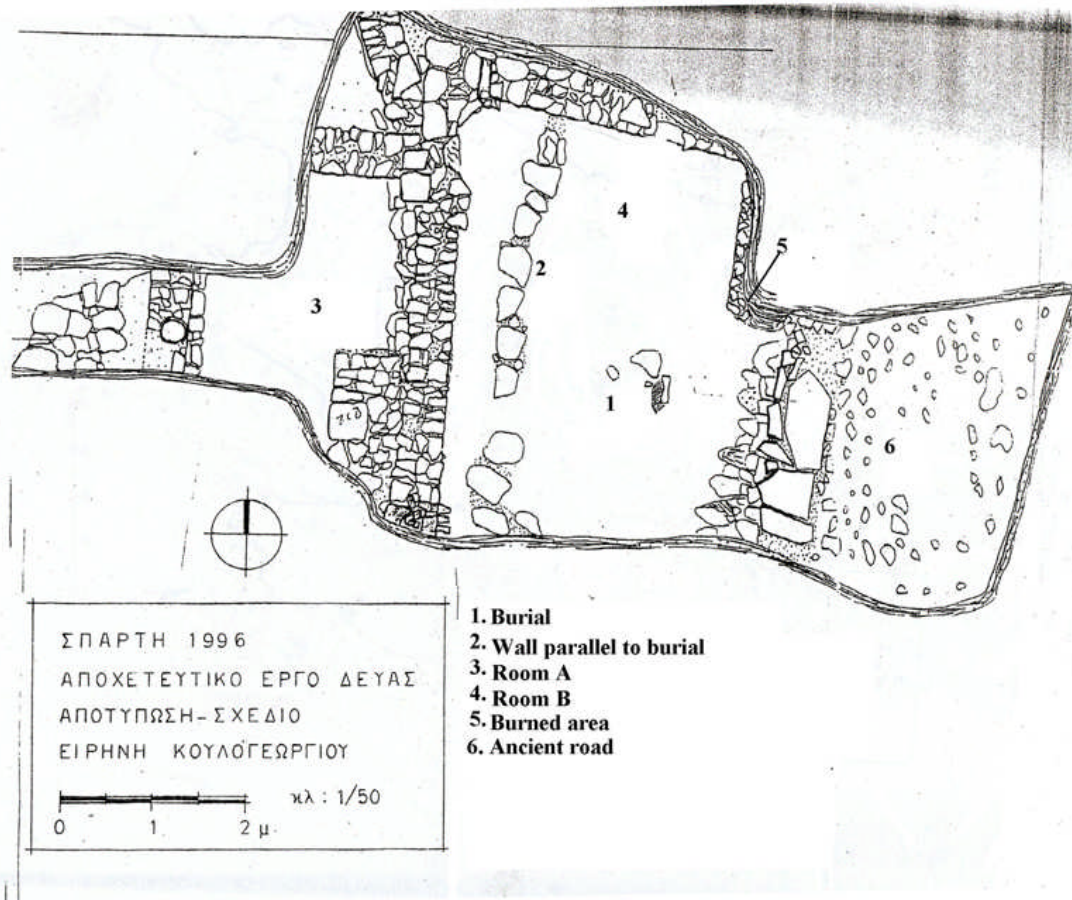 4
5
2
3
1
6
ΣΠΑΡΤΗ 1996
ΑΠΟΧΕΤΕΥΤΙΚΟ ΕΡΓΟ ΔΕΥΑΣ
ΑΠΟΤΥΠΩΣΗ-ΣΧΕΔΙΟ
ΕΙΡΗΝΗ ΚΟΥΛΟΓΕΩΡΓΙΟΥ
κλ : 1/50
0 1 2 μ
1. Burial
2. Wall parallel to burial
3. Room A
4. Room B
5. Burned area
6. Ancient road